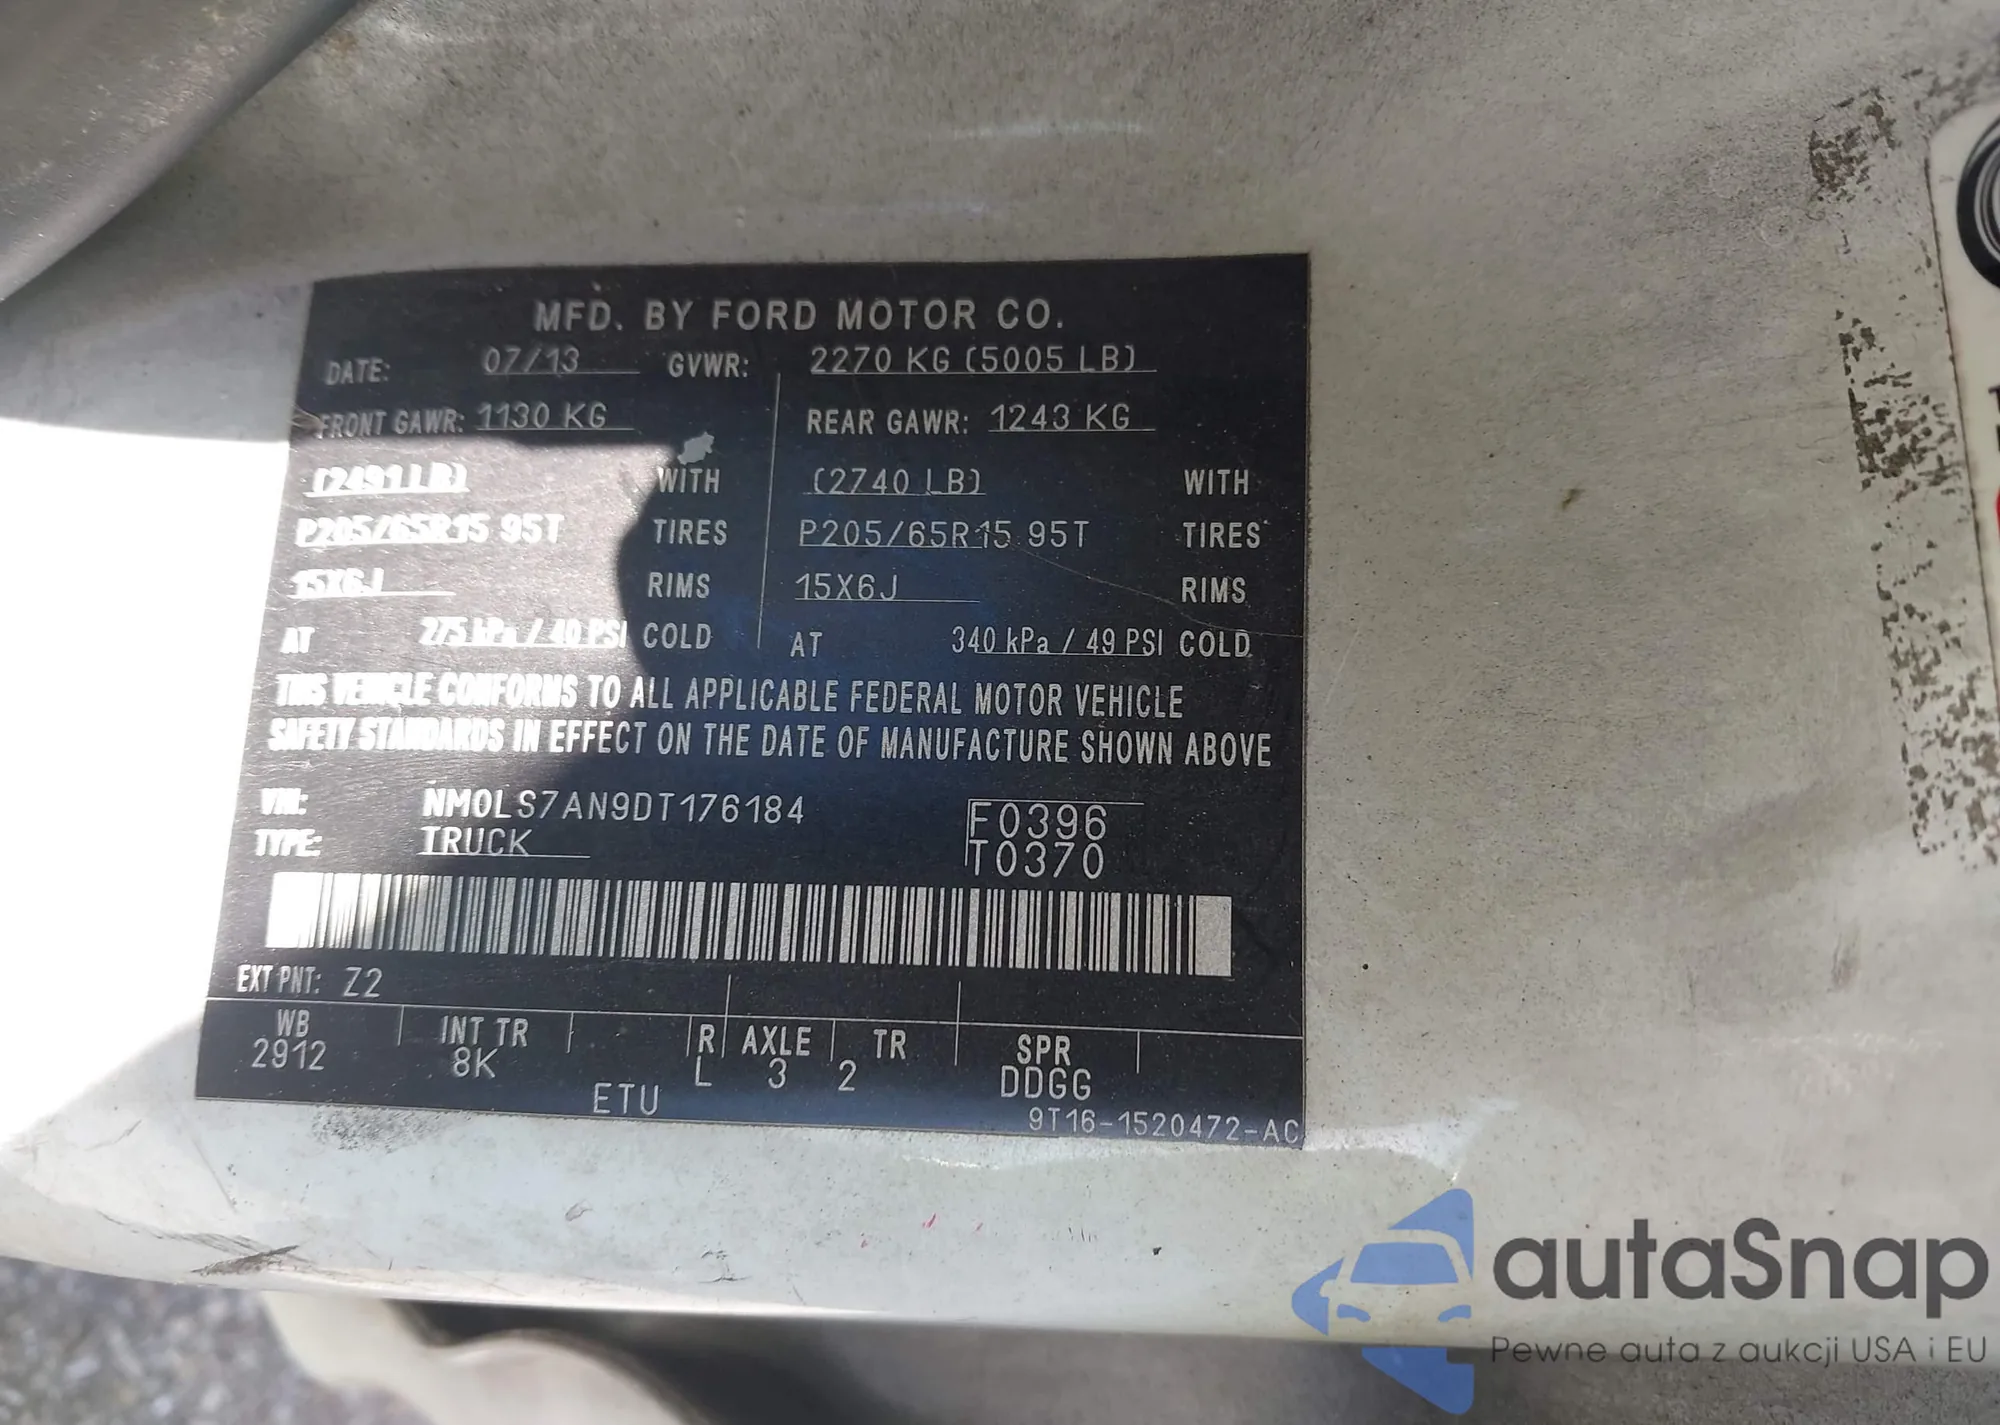 MFD. BY FORD MOTOR CO.
DATE: 07/13 GVWR: 2270 KG (5005 LB)
FRONT GAWR: 1130 KG REAR GAWR: 1243 KG
(2491 LB) WITH (2740 LB) WITH
P205/65R15 95T TIRES P205/65R15 95T TIRES
15X6J RIMS 15X6J RIMS
AT 275 kPa / 40 PSI COLD AT 340 kPa / 49 PSI COLD
THIS VEHICLE CONFORMS TO ALL APPLICABLE FEDERAL MOTOR VEHICLE
SAFETY STANDARDS IN EFFECT ON THE DATE OF MANUFACTURE SHOWN ABOVE
VIN: NM0LS7AN9DT176184 F0396
TYPE: TRUCK T0370
EXT PNT: Z2
WB INT TR R AXLE TR SPR
2912 8K L 3 2 DDGG
ETU 9T16-1520472-AC
autaSnap
Pewne auta z aukcji USA i EU